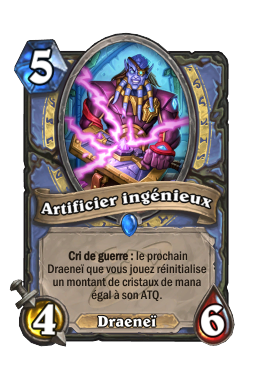 5
Artificier ingénieux
Cri de guerre : le prochain
Draeneï que vous jouez réinitialise
un montant de cristaux de mana
égal à son ATQ.
4
Draeneï
6